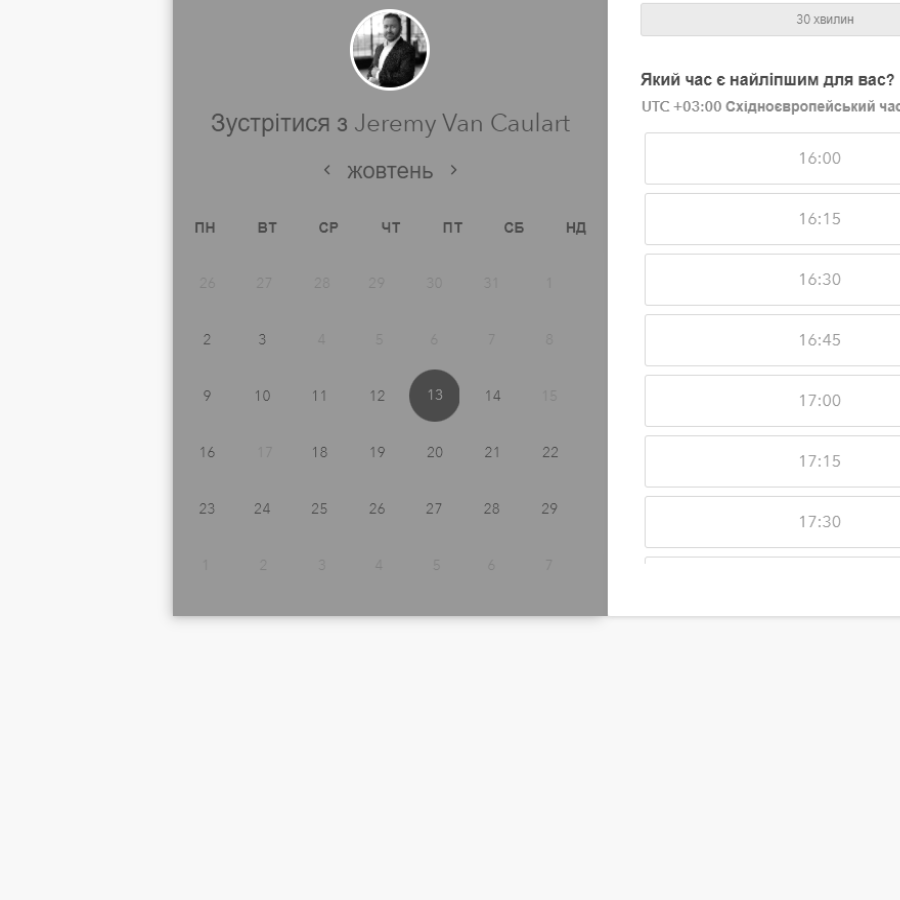 Зустрітися з Jeremy Van Caulart
жовтень
ПН ВТ СР ЧТ ПТ СБ НД
26 27 28 29 30 31 1
2 3 4 5 6 7 8
9 10 11 12 13 14 15
16 17 18 19 20 21 22
23 24 25 26 27 28 29
1 2 3 4 5 6 7
30 хвилин
Який час є найліпшим для вас?
UTC +03:00 Східноєвропейський час
16:00
16:15
16:30
16:45
17:00
17:15
17:30